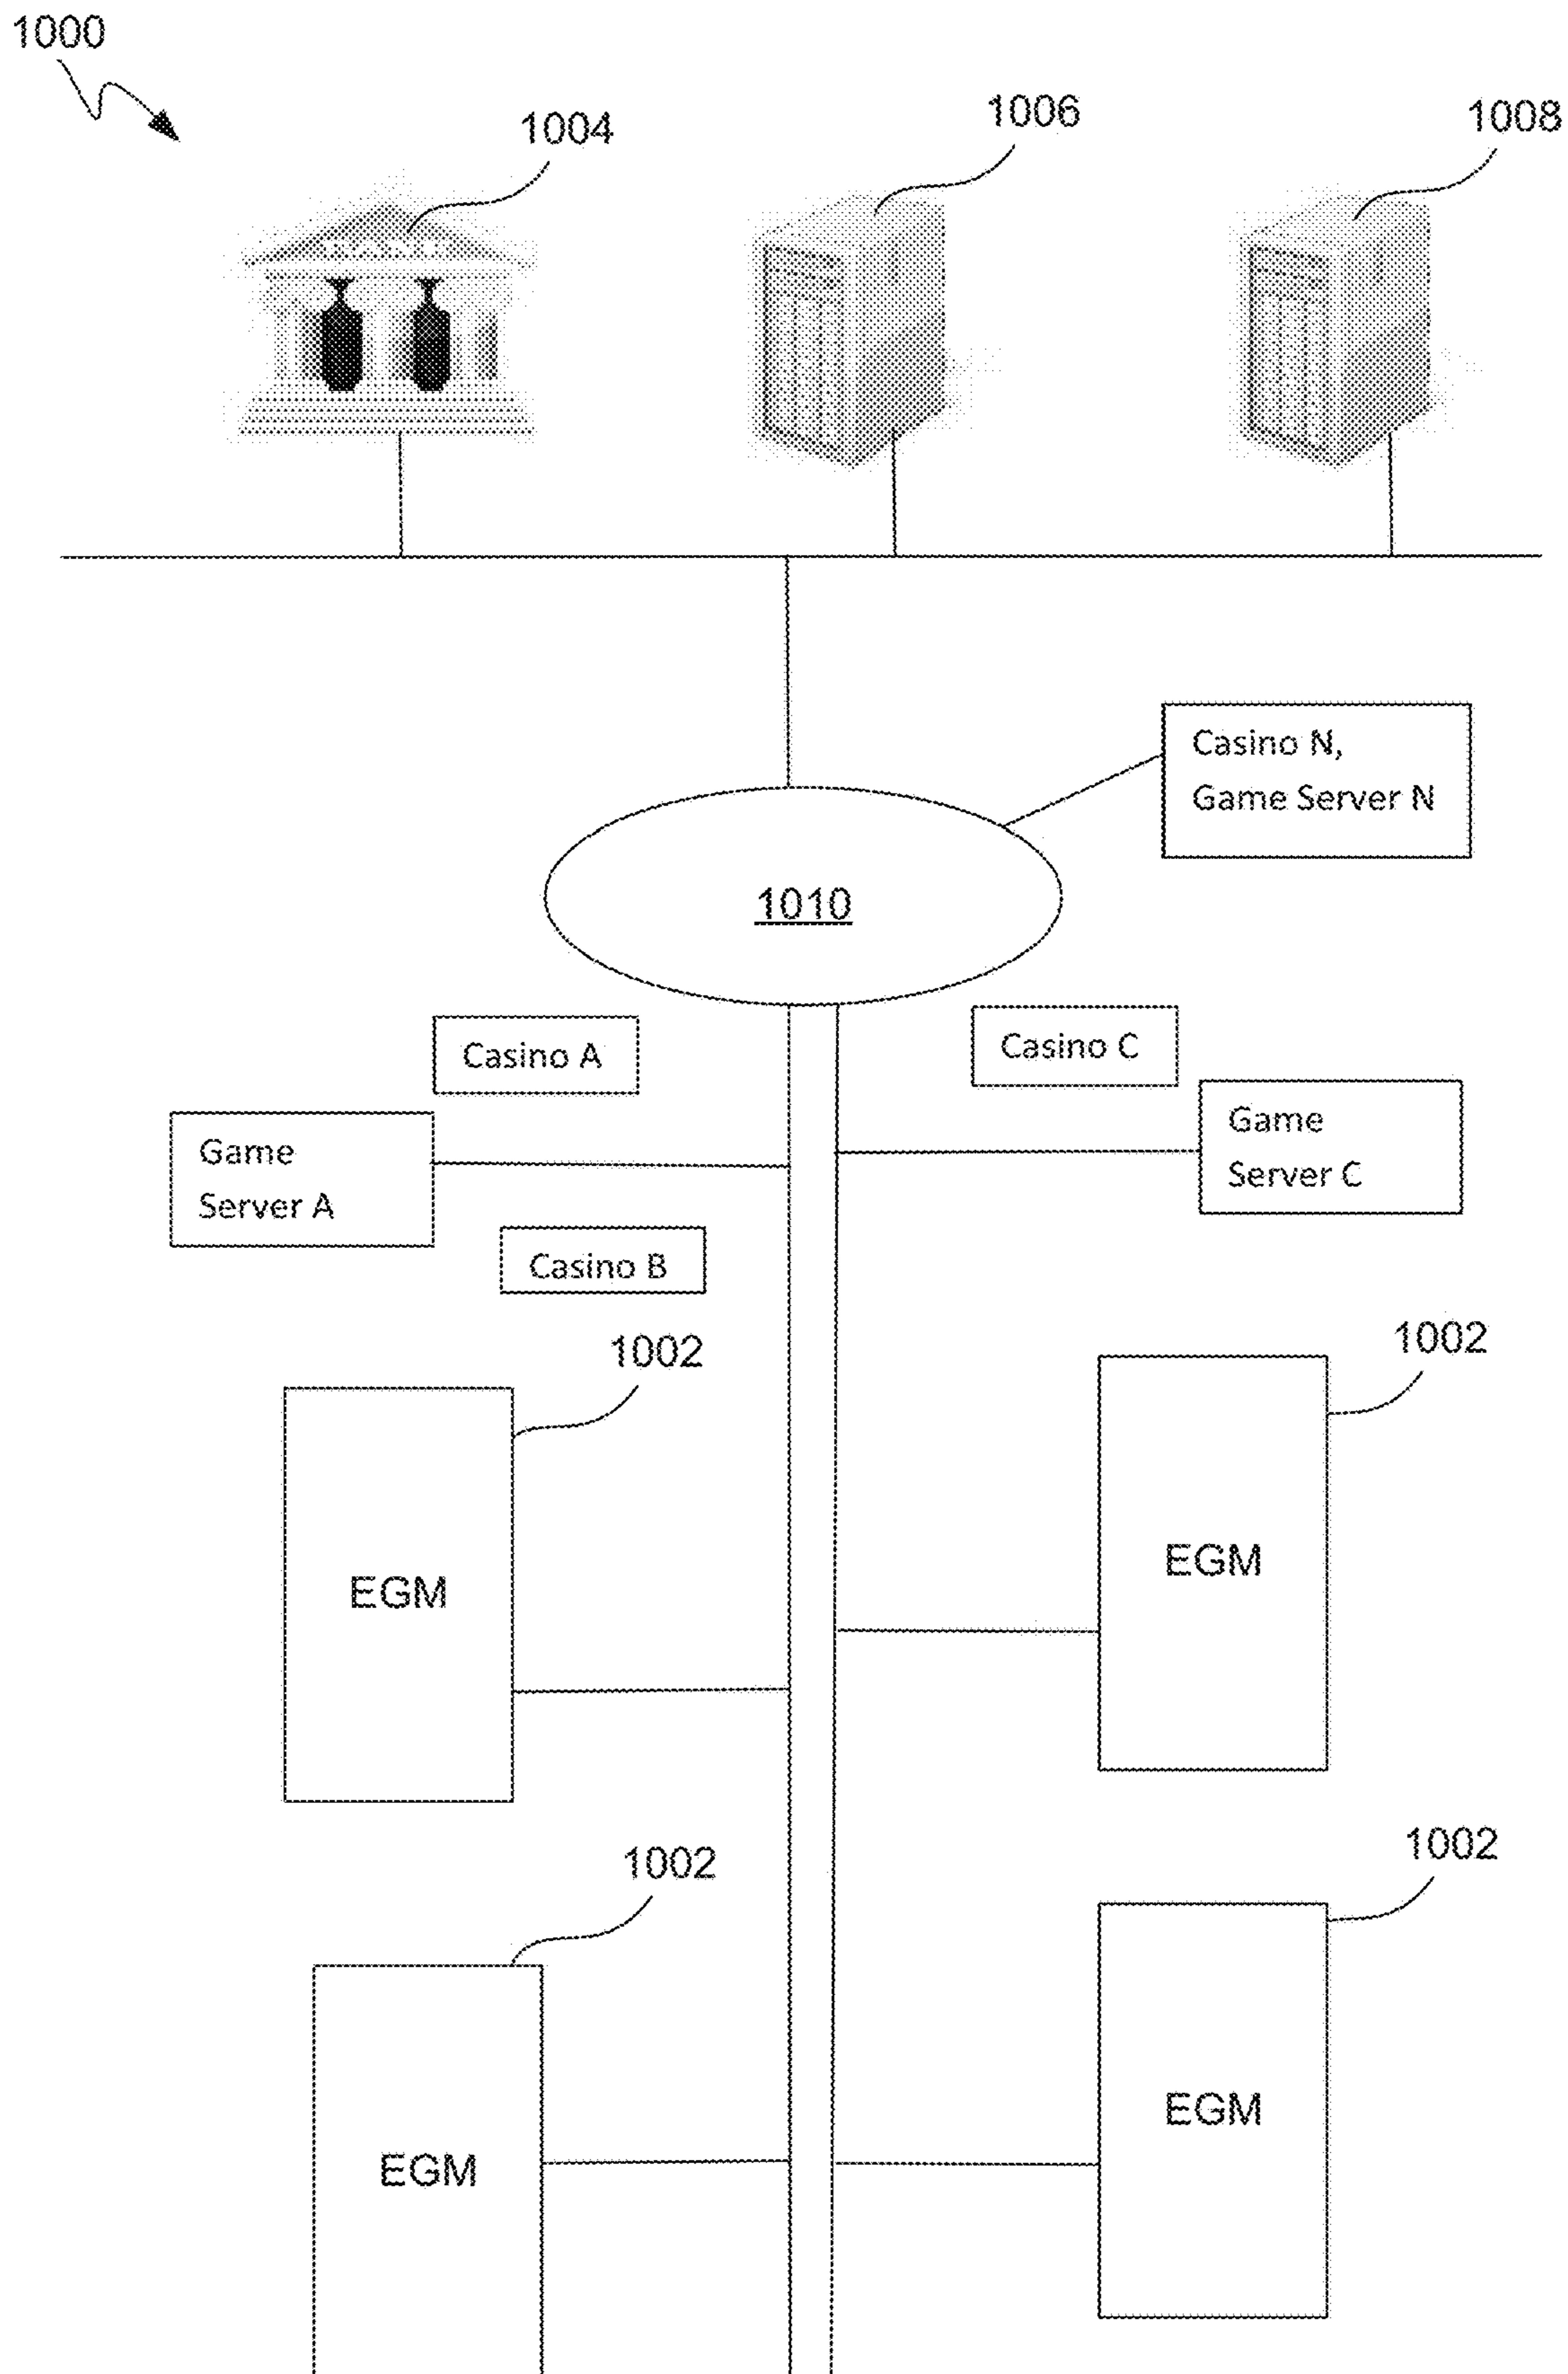 1000
1004
1006
1008
Casino N,
Game Server N
1010
Casino A
Casino C
Game
Server A
Game
Server C
Casino B
1002
1002
EGM
EGM
1002
1002
EGM
EGM